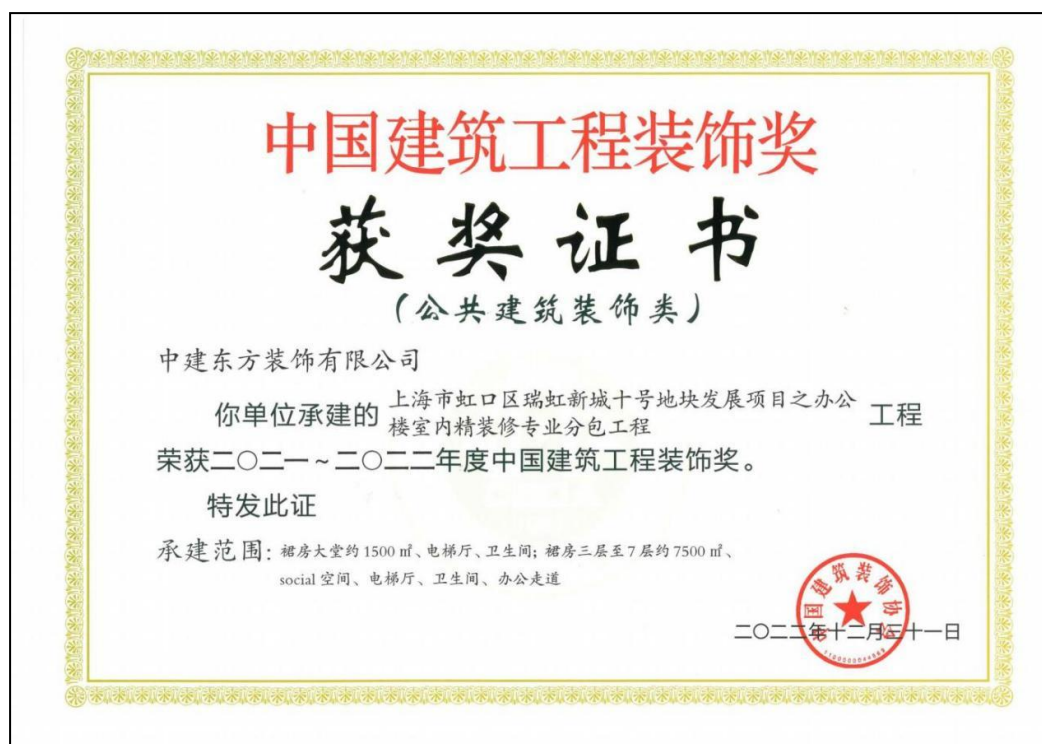 中国建筑工程装饰奖
获奖证书
(公共建筑装饰类)
中建东方装饰有限公司
你单位承建的 上海市虹口区瑞虹新城十号地块发展项目之办公
楼室内精装修专业分包工程 工程
荣获二〇二一~二〇二二年度中国建筑工程装饰奖。
特发此证
承建范围: 裙房大堂约1500㎡、电梯厅、卫生间; 裙房三层至7层约7500㎡、
social空间、电梯厅、卫生间、办公走道
中国建筑装饰协会
二〇二二年十二月三十一日